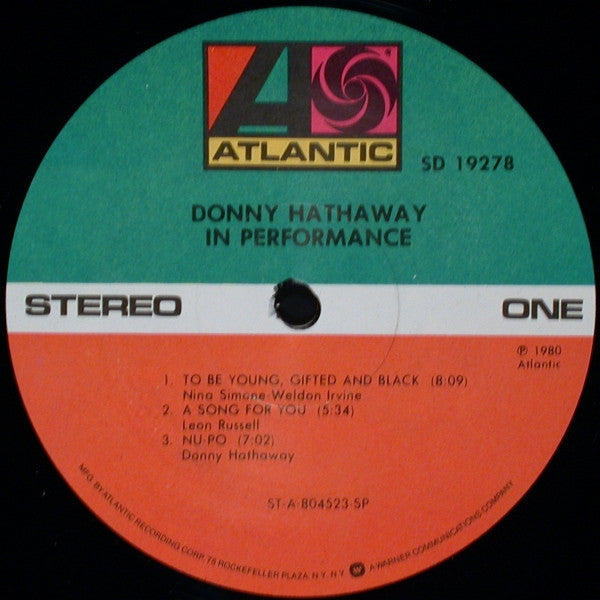 A
ATLANTIC
SD 19278
DONNY HATHAWAY
IN PERFORMANCE
STEREO
ONE
℗ 1980
Atlantic
1. TO BE YOUNG, GIFTED AND BLACK (8:09)
Nina Simone Weldon Irvine
2. A SONG FOR YOU (5:34)
Leon Russell
3. NU-PO (7:02)
Donny Hathaway
ST-A-804523-SP
MFG. BY ATLANTIC RECORDING CORP. 75 ROCKEFELLER PLAZA, N.Y., N.Y. A WARNER COMMUNICATIONS COMPANY